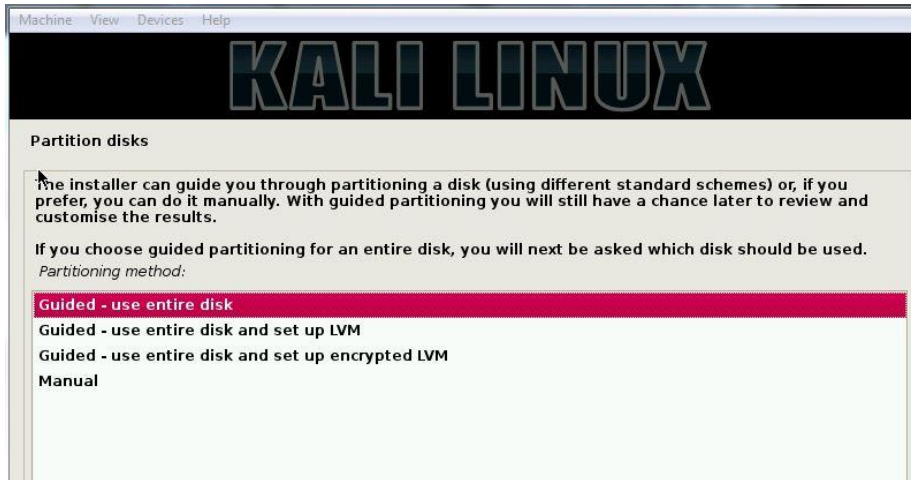 Machine View Devices Help
KALI LINUX
Partition disks
The installer can guide you through partitioning a disk (using different standard schemes) or, if you
prefer, you can do it manually. With guided partitioning you will still have a chance later to review and
customise the results.
If you choose guided partitioning for an entire disk, you will next be asked which disk should be used.
Partitioning method:
Guided - use entire disk
Guided - use entire disk and set up LVM
Guided - use entire disk and set up encrypted LVM
Manual